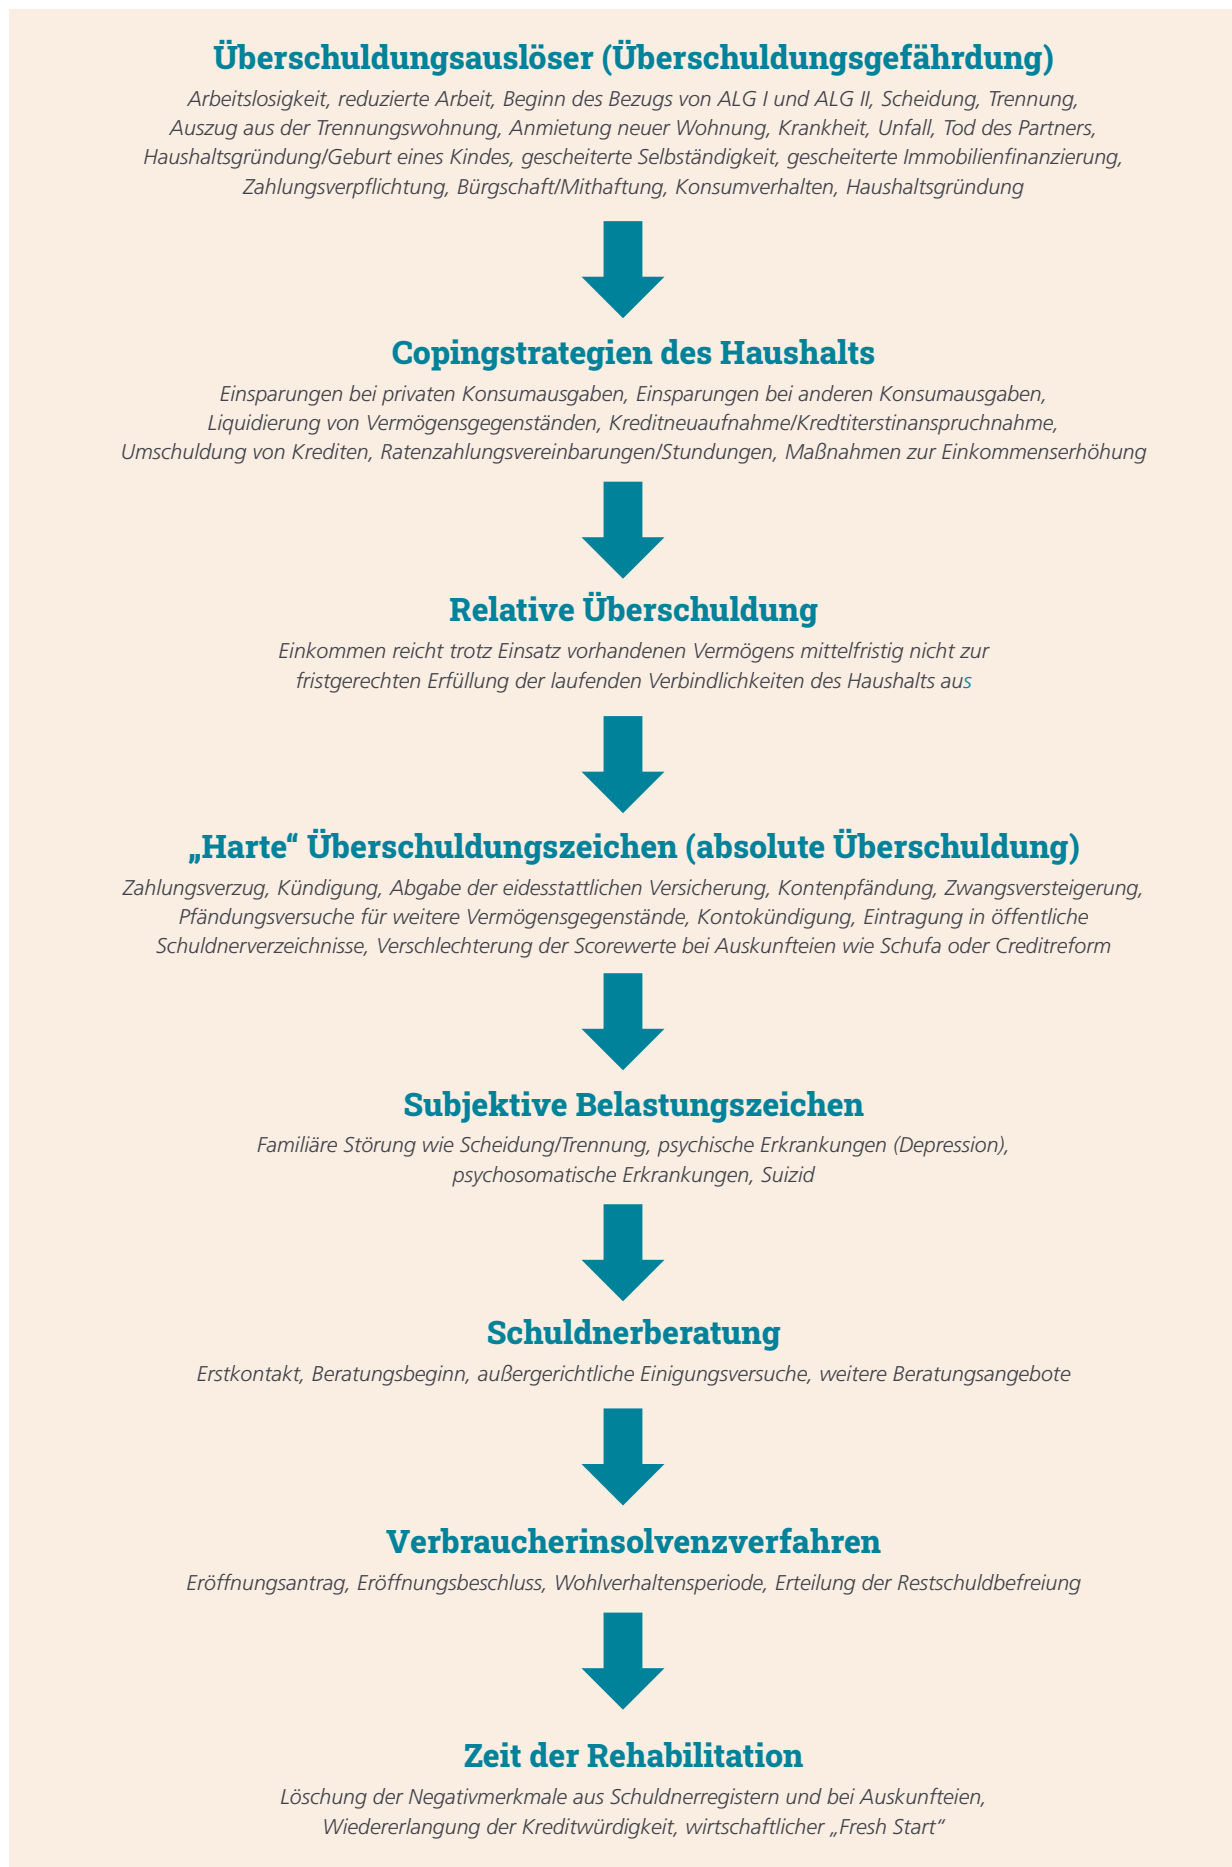 Überschuldungsauslöser (Überschuldungsgefährdung)
Arbeitslosigkeit, reduzierte Arbeit, Beginn des Bezugs von ALG I und ALG II, Scheidung, Trennung,
Auszug aus der Trennungswohnung, Anmietung neuer Wohnung, Krankheit, Unfall, Tod des Partners,
Haushaltsgründung/Geburt eines Kindes, gescheiterte Selbständigkeit, gescheiterte Immobilienfinanzierung,
Zahlungsverpflichtung, Bürgschaft/Mithaftung, Konsumverhalten, Haushaltsgründung
Copingstrategien des Haushalts
Einsparungen bei privaten Konsumausgaben, Einsparungen bei anderen Konsumausgaben,
Liquidierung von Vermögensgegenständen, Kreditneuaufnahme/Kredtiterstinanspruchnahme,
Umschuldung von Krediten, Ratenzahlungsvereinbarungen/Stundungen, Maßnahmen zur Einkommenserhöhung
Relative Überschuldung
Einkommen reicht trotz Einsatz vorhandenen Vermögens mittelfristig nicht zur
fristgerechten Erfüllung der laufenden Verbindlichkeiten des Haushalts aus
„Harte“ Überschuldungszeichen (absolute Überschuldung)
Zahlungsverzug, Kündigung, Abgabe der eidesstattlichen Versicherung, Kontenpfändung, Zwangsversteigerung,
Pfändungsversuche für weitere Vermögensgegenstände, Kontokündigung, Eintragung in öffentliche
Schuldnerverzeichnisse, Verschlechterung der Scorewerte bei Auskunfteien wie Schufa oder Creditreform
Subjektive Belastungszeichen
Familiäre Störung wie Scheidung/Trennung, psychische Erkrankungen (Depression),
psychosomatische Erkrankungen, Suizid
Schuldnerberatung
Erstkontakt, Beratungsbeginn, außergerichtliche Einigungsversuche, weitere Beratungsangebote
Verbraucherinsolvenzverfahren
Eröffnungsantrag, Eröffnungsbeschluss, Wohlverhaltensperiode, Erteilung der Restschuldbefreiung
Zeit der Rehabilitation
Löschung der Negativmerkmale aus Schuldnerregistern und bei Auskunfteien,
Wiedererlangung der Kreditwürdigkeit, wirtschaftlicher „Fresh Start“